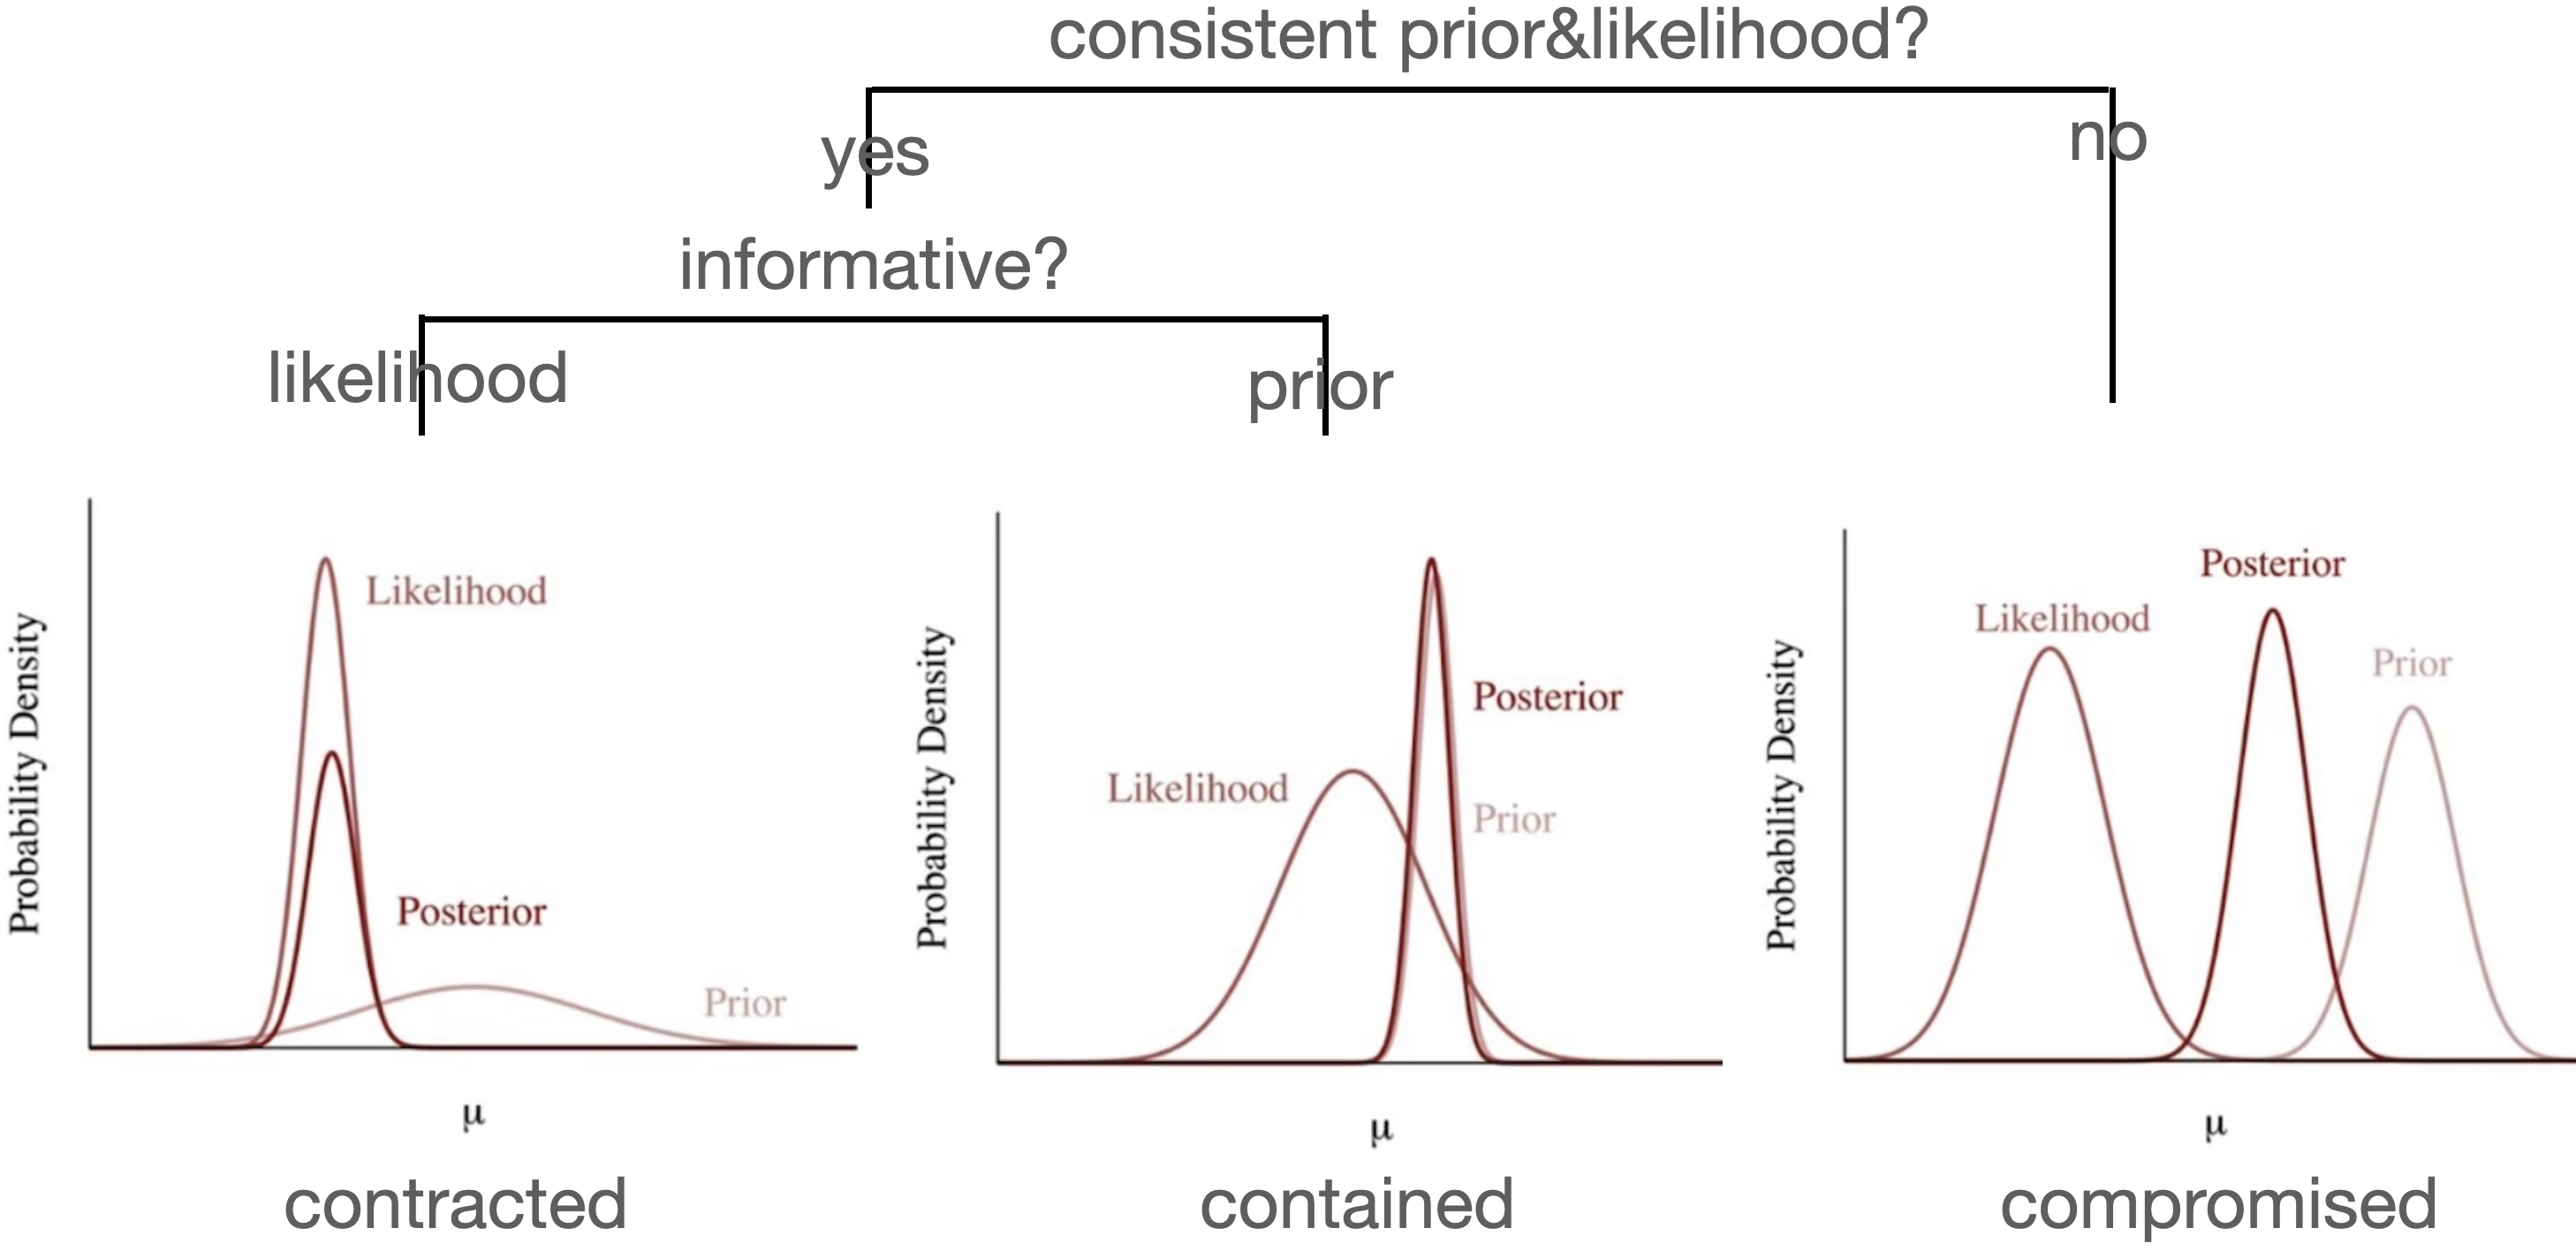 consistent prior&likelihood?
yes
no
informative?
likelihood
prior
Probability Density
Likelihood
Posterior
Prior
μ
contracted
Probability Density
Likelihood
Posterior
Prior
μ
contained
Probability Density
Likelihood
Posterior
Prior
μ
compromised